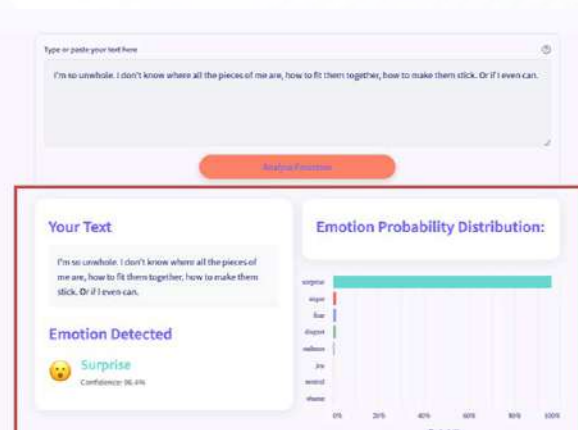 Type or paste your text here
I'm so unwhole. I don't know where all the pieces of me are, how to fit them together, how to make them stick. Or if I even can.
Analyze Emotion
Your Text
I'm so unwhole. I don't know where all the pieces of
me are, how to fit them together, how to make them
stick. Or if I even can.
Emotion Detected
Surprise
Confidence: 96.4%
Emotion Probability Distribution:
surprise
anger
fear
disgust
sadness
joy
neutral
shame
0% 20% 40% 60% 80% 100%